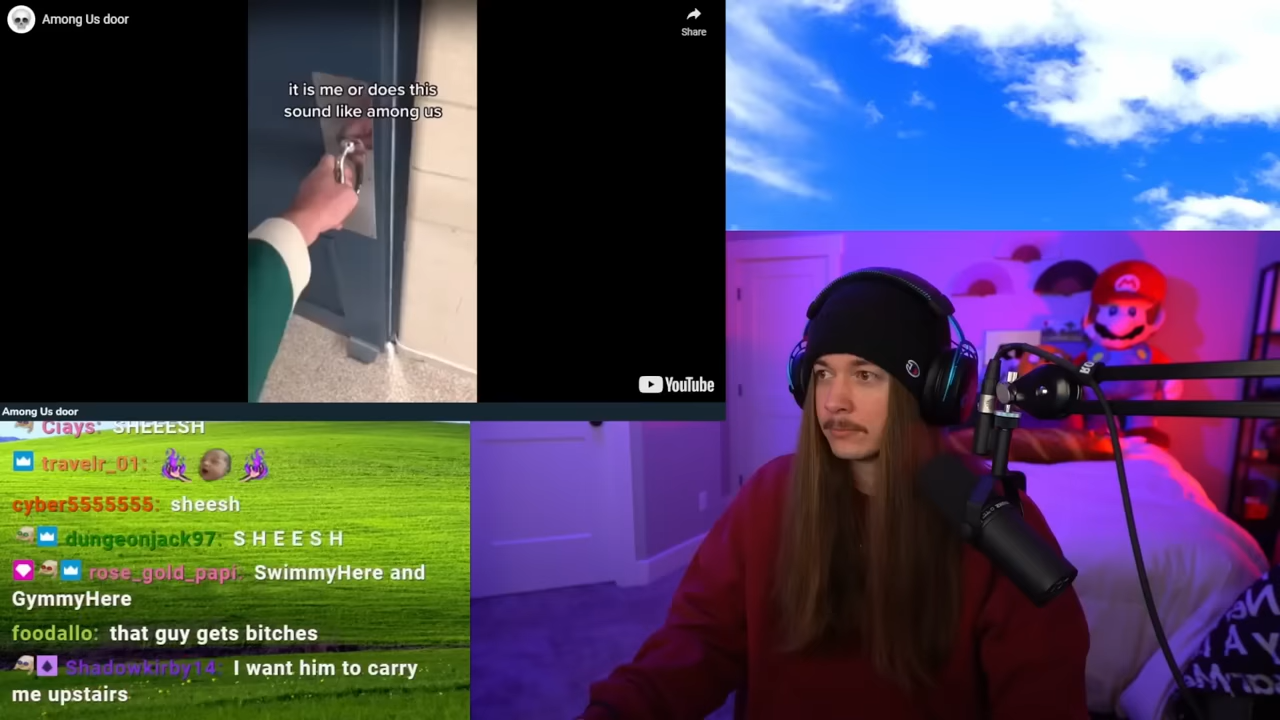 Among Us door
Share
it is me or does this
sound like among us
YouTube
Among Us door
Clays: SHEEESH
travelr_01:
cyber5555555: sheesh
dungeonjack97: S H E E S H
rose_gold_papi: SwimmyHere and
GymmyHere
foodallo: that guy gets bitches
Shadowkirby14: I want him to carry
me upstairs
M